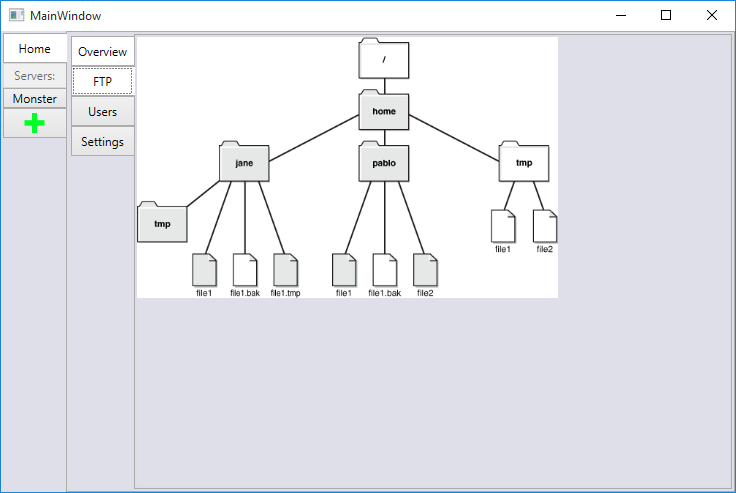 MainWindow
Home
Servers:
Monster
Overview
FTP
Users
Settings
/
home
jane
pablo
tmp
tmp
file1
file2
file1
file1.bak
file1.tmp
file1
file1.bak
file2